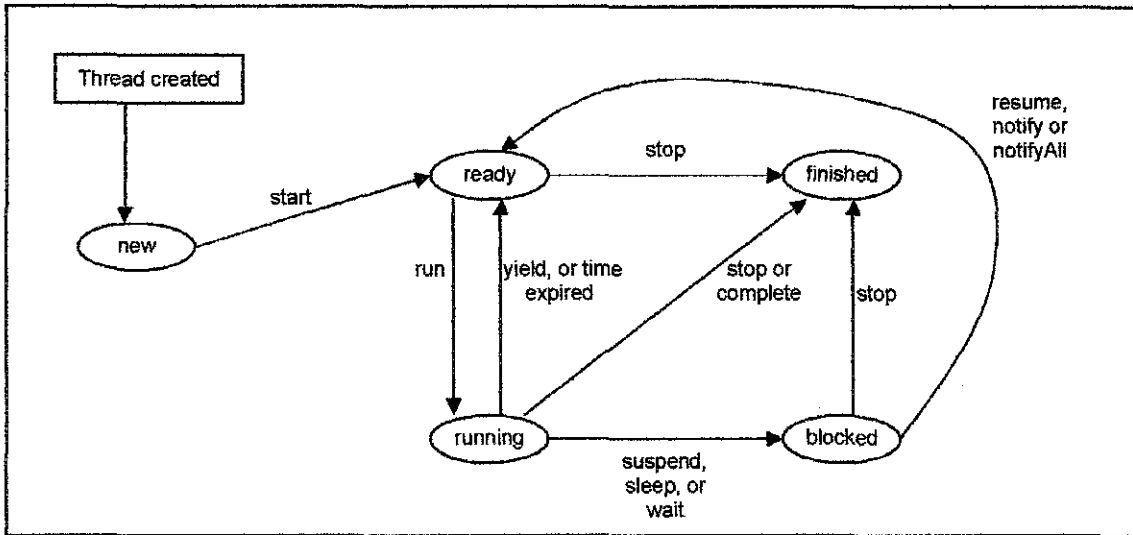 Thread created
resume,
notify or
notifyAll
stop
ready
finished
start
new
run
yield, or time
expired
stop or
complete
stop
running
blocked
suspend,
sleep, or
wait